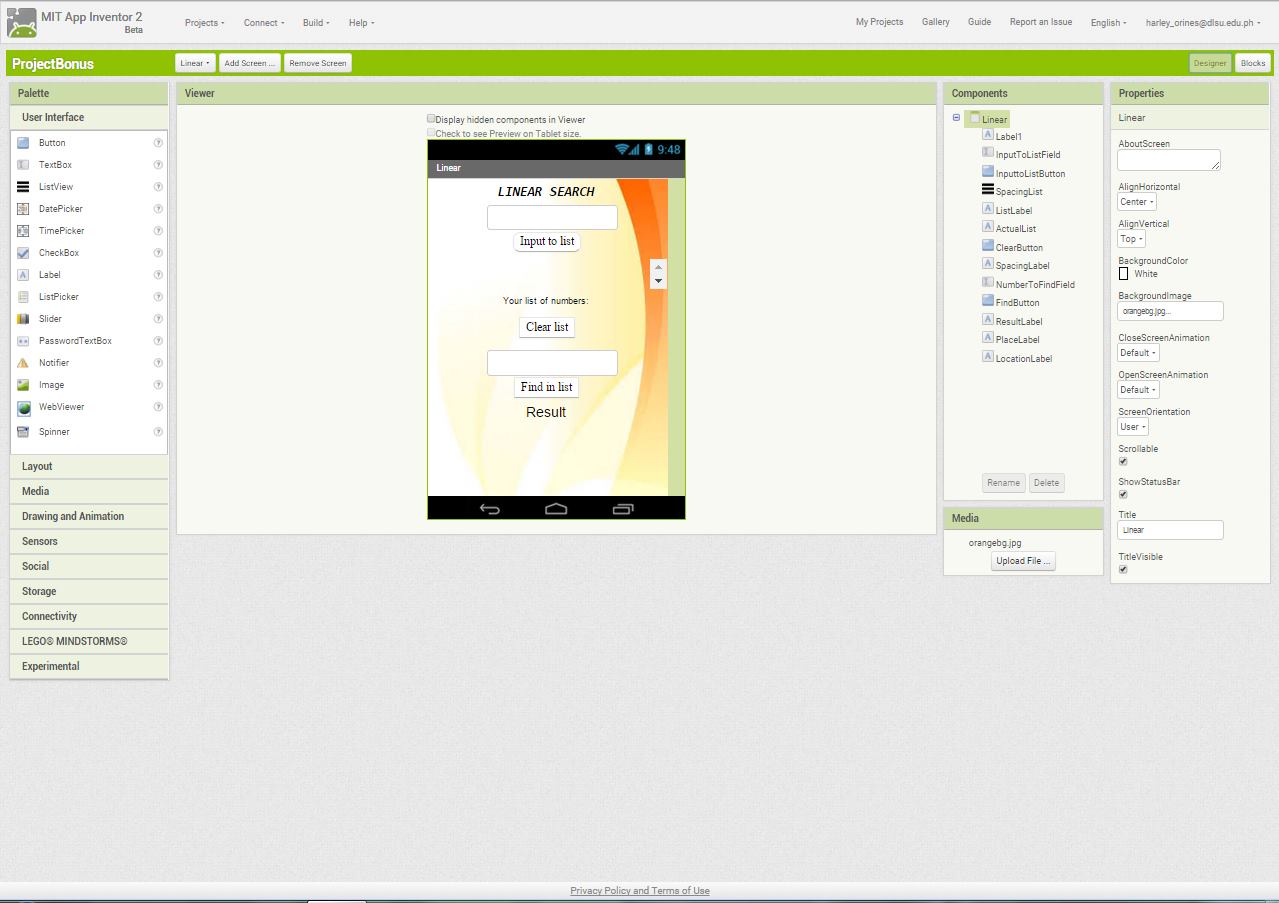 MIT App Inventor 2
Beta
Projects
Connect
Build
Help
My Projects
Gallery
Guide
Report an Issue
English
harley_orines@dlsu.edu.ph
ProjectBonus
Linear
Add Screen ...
Remove Screen
Designer
Blocks
Palette
User Interface
Button
TextBox
ListView
DatePicker
TimePicker
CheckBox
Label
ListPicker
Slider
PasswordTextBox
Notifier
Image
WebViewer
Spinner
Layout
Media
Drawing and Animation
Sensors
Social
Storage
Connectivity
LEGO® MINDSTORMS®
Experimental
Viewer
Display hidden components in Viewer
Check to see Preview on Tablet size.
9:48
Linear
LINEAR SEARCH
Input to list
Your list of numbers:
Clear list
Find in list
Result
Components
Linear
Label1
InputToListField
InputtoListButton
SpacingList
ListLabel
ActualList
ClearButton
SpacingLabel
NumberToFindField
FindButton
ResultLabel
PlaceLabel
LocationLabel
Rename
Delete
Media
orangebg.jpg
Upload File ...
Properties
Linear
AboutScreen
AlignHorizontal
Center
AlignVertical
Top
BackgroundColor
White
BackgroundImage
orangebg.jpg...
CloseScreenAnimation
Default
OpenScreenAnimation
Default
ScreenOrientation
User
Scrollable
ShowStatusBar
Title
Linear
TitleVisible
Privacy Policy and Terms of Use